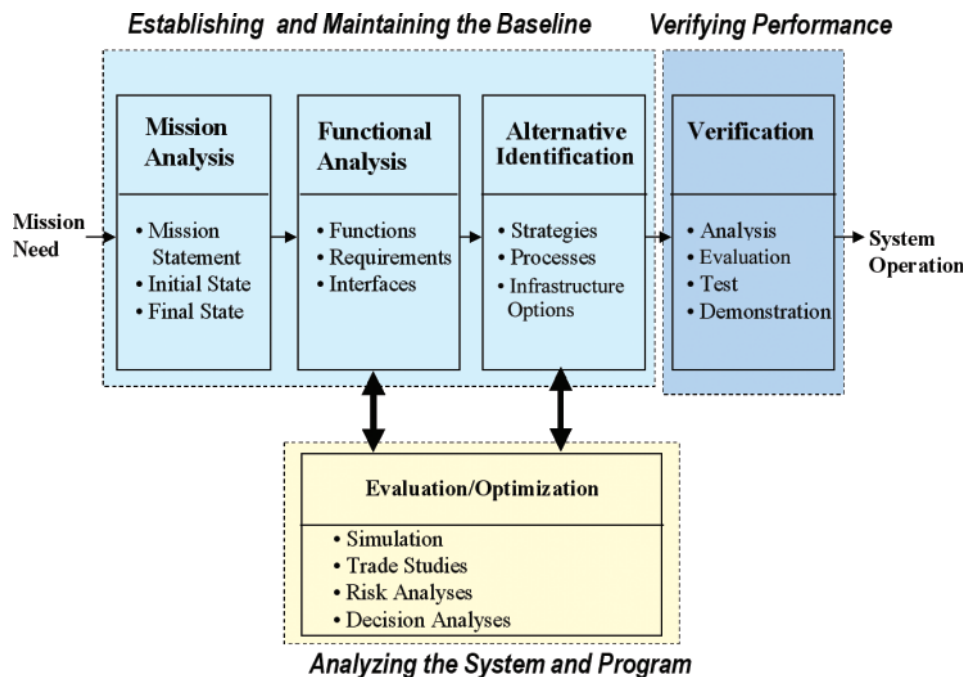 Establishing and Maintaining the Baseline
Verifying Performance
Mission
Analysis
Functional
Analysis
Alternative
Identification
Verification
Mission
Need
• Mission
Statement
• Initial State
• Final State
• Functions
• Requirements
• Interfaces
• Strategies
• Processes
• Infrastructure
Options
• Analysis
• Evaluation
• Test
• Demonstration
System
Operation
Evaluation/Optimization
• Simulation
• Trade Studies
• Risk Analyses
• Decision Analyses
Analyzing the System and Program